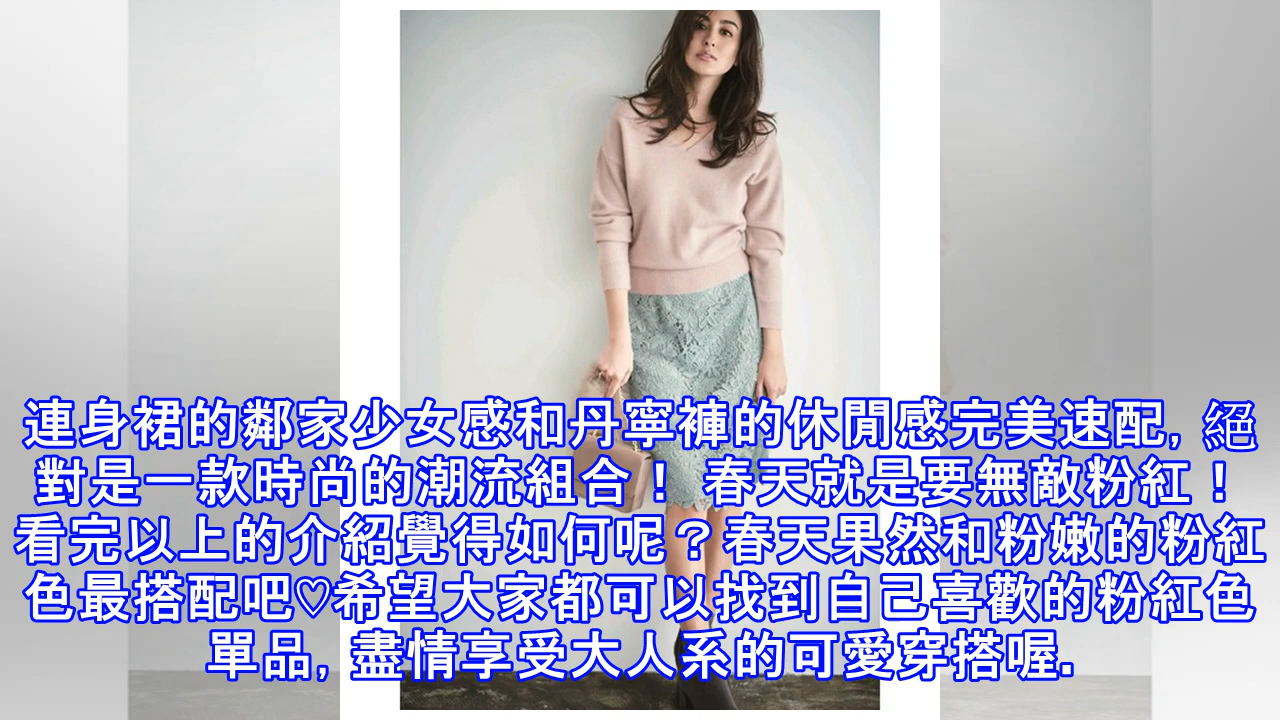 連身裙的鄰家少女感和丹寧褲的休閒感完美速配, 絕
對是一款時尚的潮流組合！ 春天就是要無敵粉紅！
看完以上的介紹覺得如何呢？春天果然和粉嫩的粉紅
色最搭配吧♡希望大家都可以找到自己喜歡的粉紅色
單品, 盡情享受大人系的可愛穿搭喔.